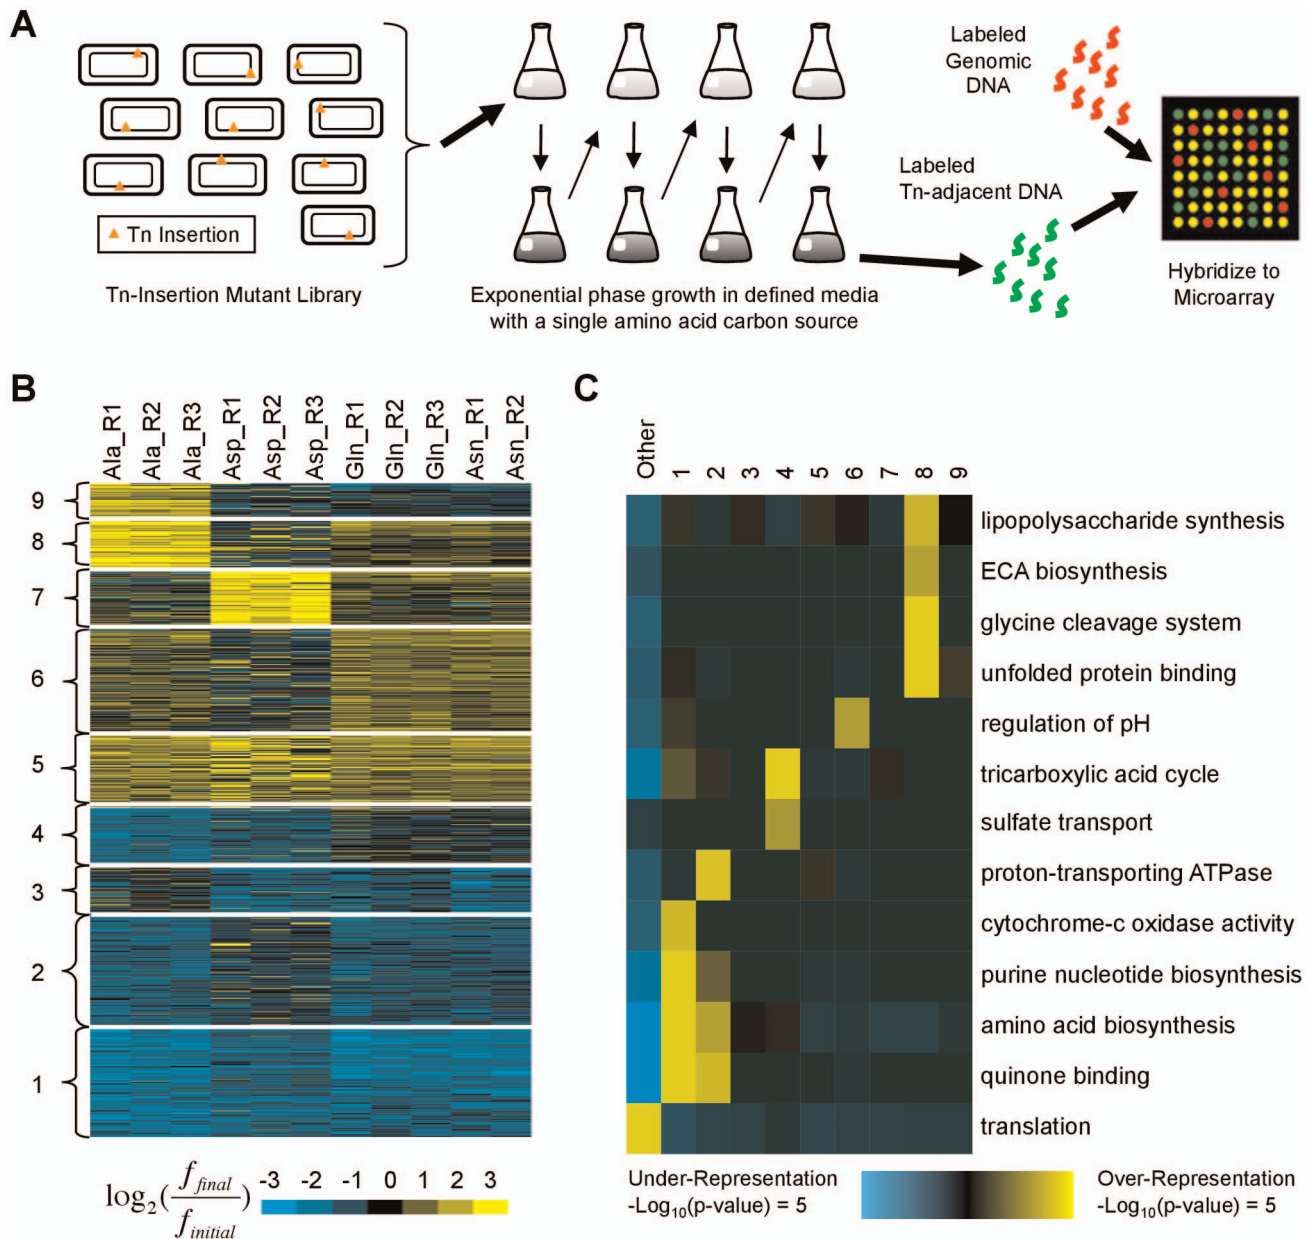 A
Tn Insertion
Tn-Insertion Mutant Library
Exponential phase growth in defined media
with a single amino acid carbon source
Labeled
Genomic
DNA
Labeled
Tn-adjacent DNA
Hybridize to
Microarray
B
Ala_R1
Ala_R2
Ala_R3
Asp_R1
Asp_R2
Asp_R3
Gln_R1
Gln_R2
Gln_R3
Asn_R1
Asn_R2
9
8
7
6
5
4
3
2
1
log2(f final / f initial)
-3 -2 -1 0 1 2 3
C
Other 1 2 3 4 5 6 7 8 9
lipopolysaccharide synthesis
ECA biosynthesis
glycine cleavage system
unfolded protein binding
regulation of pH
tricarboxylic acid cycle
sulfate transport
proton-transporting ATPase
cytochrome-c oxidase activity
purine nucleotide biosynthesis
amino acid biosynthesis
quinone binding
translation
Under-Representation
-Log10(p-value) = 5
Over-Representation
-Log10(p-value) = 5